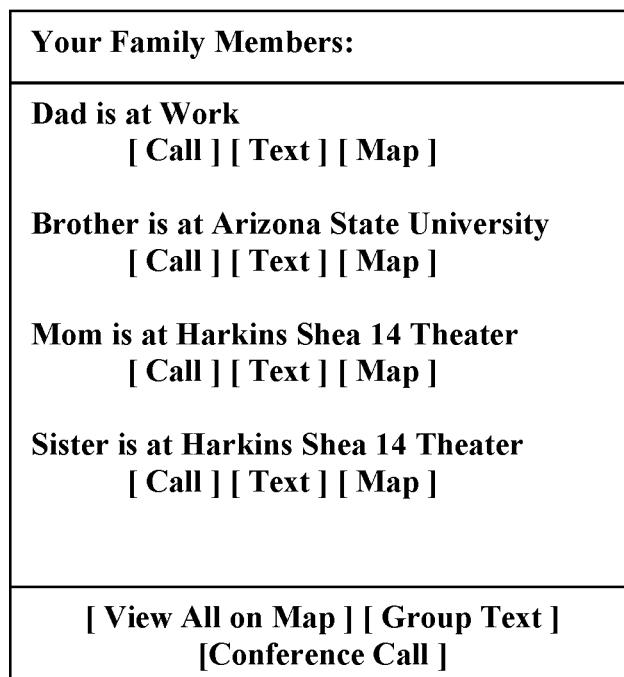 Your Family Members:
Dad is at Work
[ Call ] [ Text ] [ Map ]
Brother is at Arizona State University
[ Call ] [ Text ] [ Map ]
Mom is at Harkins Shea 14 Theater
[ Call ] [ Text ] [ Map ]
Sister is at Harkins Shea 14 Theater
[ Call ] [ Text ] [ Map ]
[ View All on Map ] [ Group Text ]
[Conference Call ]